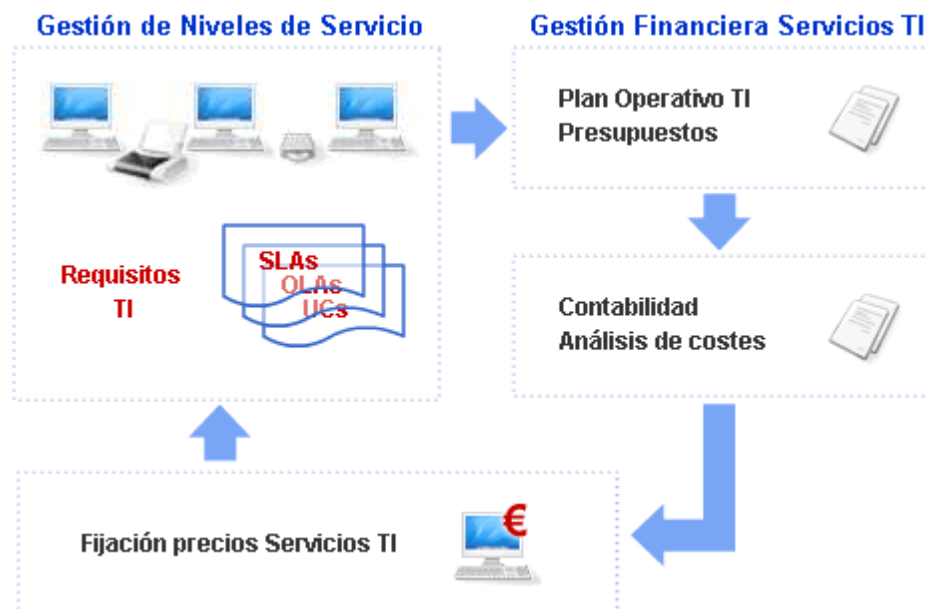 Gestión de Niveles de Servicio
Requisitos
TI
SLAs
OLAs
UCs
Gestión Financiera Servicios TI
Plan Operativo TI
Presupuestos
Contabilidad
Análisis de costes
Fijación precios Servicios TI
€